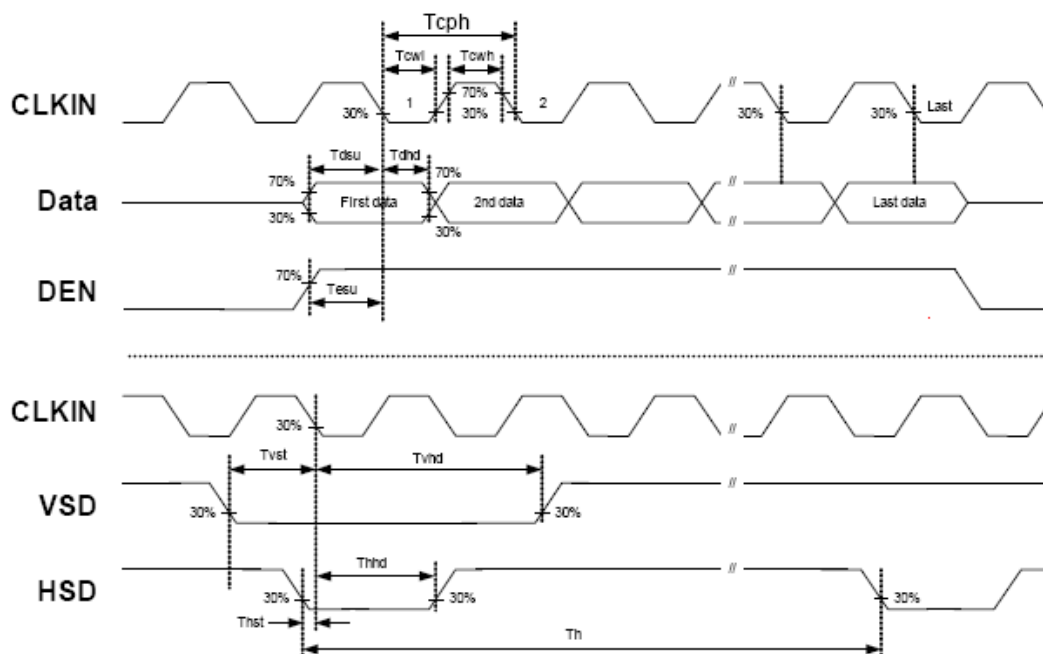 Tcph
Tcwl Tcwh
CLKIN 30% 1 70% 30% 2 // 30% 30% Last
Tdsu Tdhd
Data 70% 30% First data 70% 30% 2nd data // // Last data
DEN 70% Tesu //
CLKIN 30% //
Tvst Tvhd
VSD 30% 30% //
Thhd
HSD 30% 30% // 30%
Thst
Th